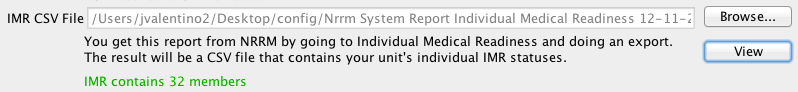 IMR CSV File /Users/jvalentino2/Desktop/config/Nrrm System Report Individual Medical Readiness 12-11-2 Browse...
You get this report from NRRM by going to Individual Medical Readiness and doing an export. View
The result will be a CSV file that contains your unit's individual IMR statuses.
IMR contains 32 members